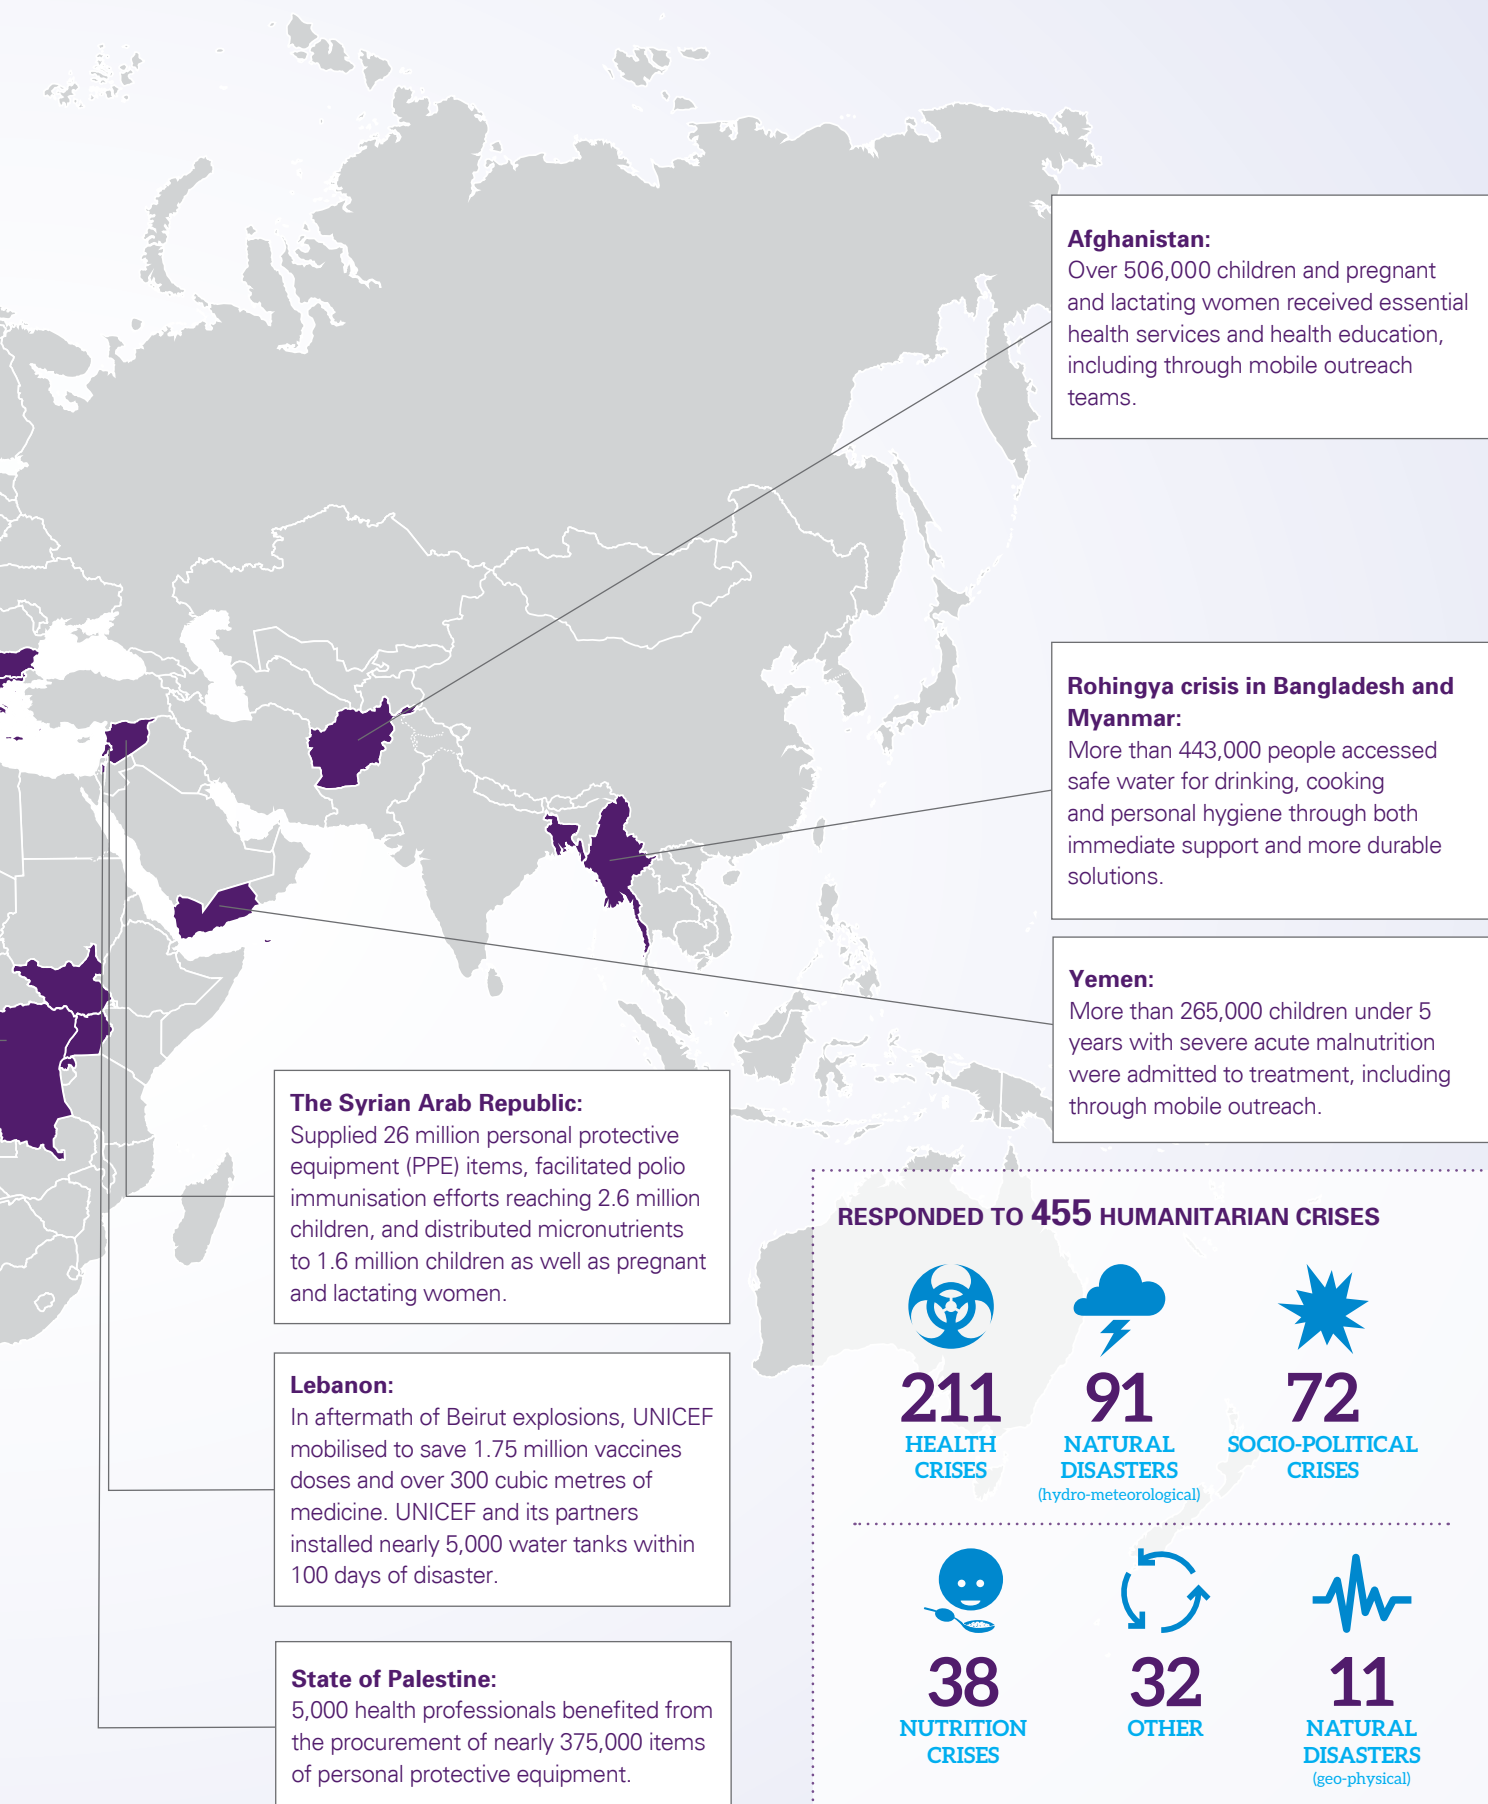 Afghanistan:
Over 506,000 children and pregnant
and lactating women received essential
health services and health education,
including through mobile outreach
teams.
Rohingya crisis in Bangladesh and
Myanmar:
More than 443,000 people accessed
safe water for drinking, cooking
and personal hygiene through both
immediate support and more durable
solutions.
Yemen:
More than 265,000 children under 5
years with severe acute malnutrition
were admitted to treatment, including
through mobile outreach.
The Syrian Arab Republic:
Supplied 26 million personal protective
equipment (PPE) items, facilitated polio
immunisation efforts reaching 2.6 million
children, and distributed micronutrients
to 1.6 million children as well as pregnant
and lactating women.
Lebanon:
In aftermath of Beirut explosions, UNICEF
mobilised to save 1.75 million vaccines
doses and over 300 cubic metres of
medicine. UNICEF and its partners
installed nearly 5,000 water tanks within
100 days of disaster.
State of Palestine:
5,000 health professionals benefited from
the procurement of nearly 375,000 items
of personal protective equipment.
RESPONDED TO 455 HUMANITARIAN CRISES
211
HEALTH
CRISES
91
NATURAL
DISASTERS
(hydro-meteorological)
72
SOCIO-POLITICAL
CRISES
38
NUTRITION
CRISES
32
OTHER
11
NATURAL
DISASTERS
(geo-physical)